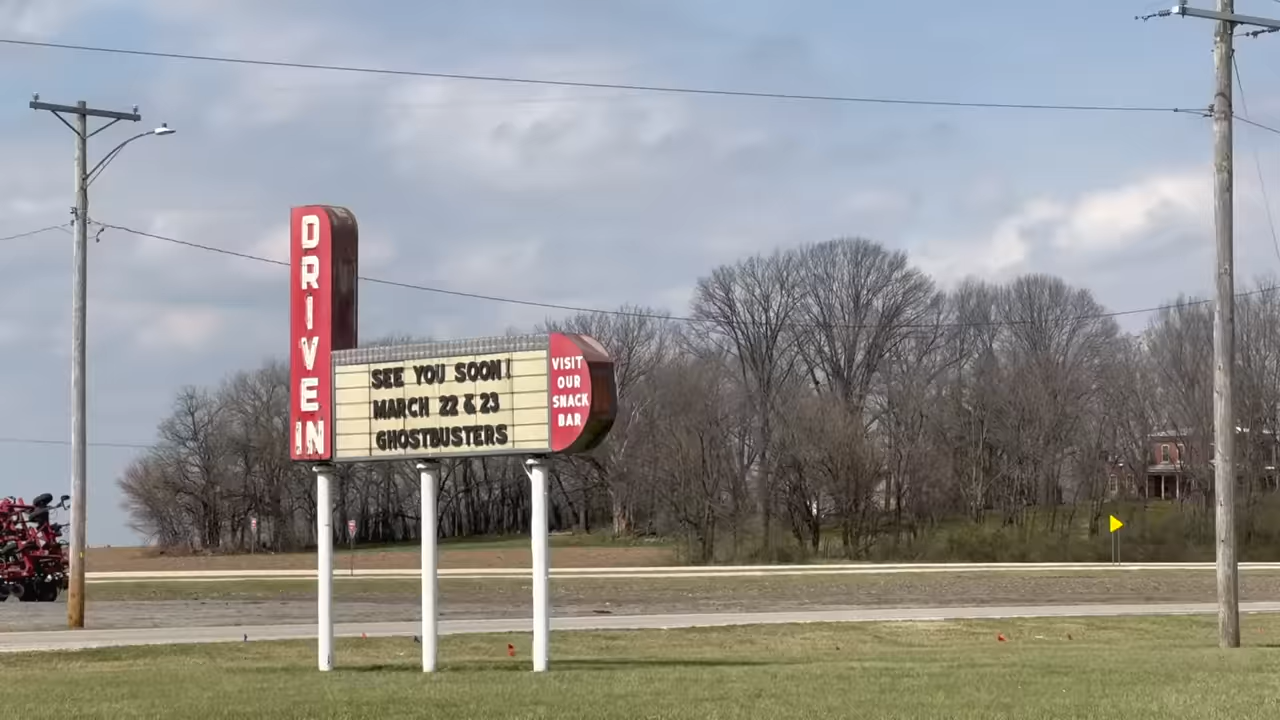 DRIVE IN
SEE YOU SOON!
MARCH 22 & 23
GHOSTBUSTERS
VISIT
OUR
SNACK
BAR